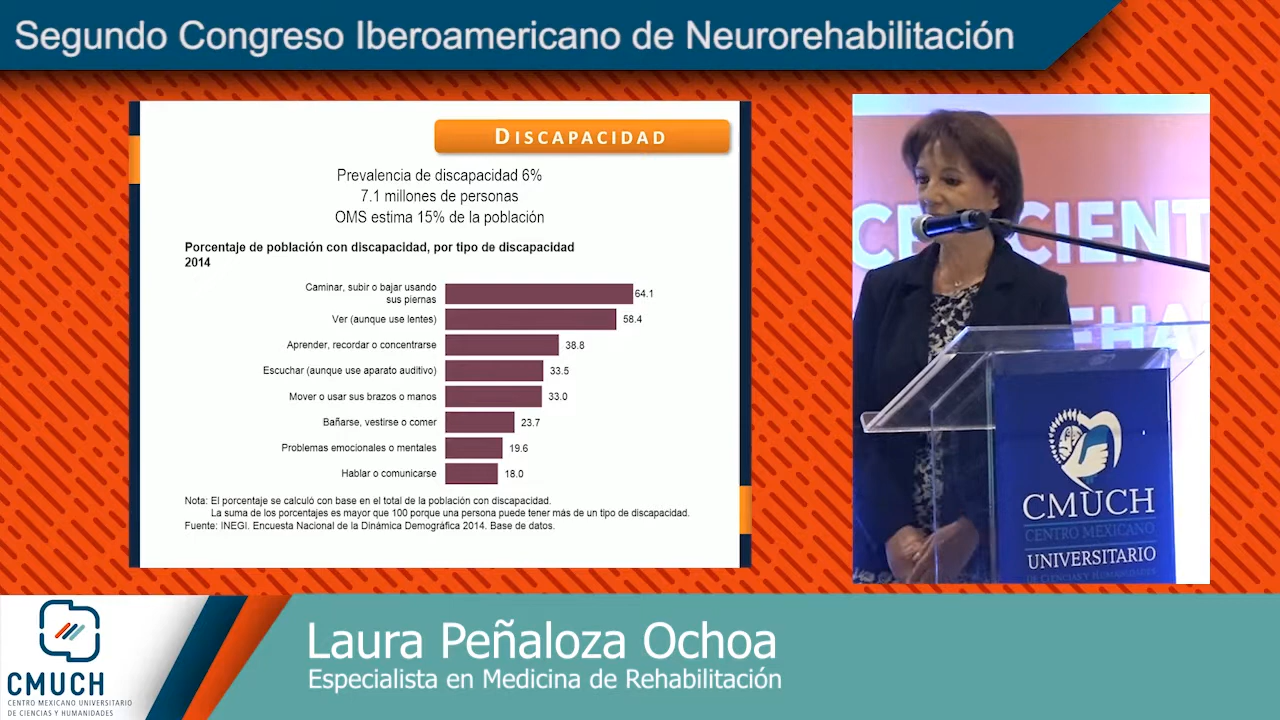 Segundo Congreso Iberoamericano de Neurorehabilitación
DISCAPACIDAD
Prevalencia de discapacidad 6%
7.1 millones de personas
OMS estima 15% de la población
Porcentaje de población con discapacidad, por tipo de discapacidad
2014
Caminar, subir o bajar usando
sus piernas
64.1
Ver (aunque use lentes)
58.4
Aprender, recordar o concentrarse
38.8
Escuchar (aunque use aparato auditivo)
33.5
Mover o usar sus brazos o manos
33.0
Bañarse, vestirse o comer
23.7
Problemas emocionales o mentales
19.6
Hablar o comunicarse
18.0
Nota: El porcentaje se calculó con base en el total de la población con discapacidad.
La suma de los porcentajes es mayor que 100 porque una persona puede tener más de un tipo de discapacidad.
Fuente: INEGI. Encuesta Nacional de la Dinámica Demográfica 2014. Base de datos.
CMUCH
CENTRO MEXICANO
UNIVERSITARIO
DE CIENCIAS Y HUMANIDADES
Laura Peñaloza Ochoa
Especialista en Medicina de Rehabilitación
CMUCH
CENTRO MEXICANO UNIVERSITARIO
DE CIENCIAS Y HUMANIDADES